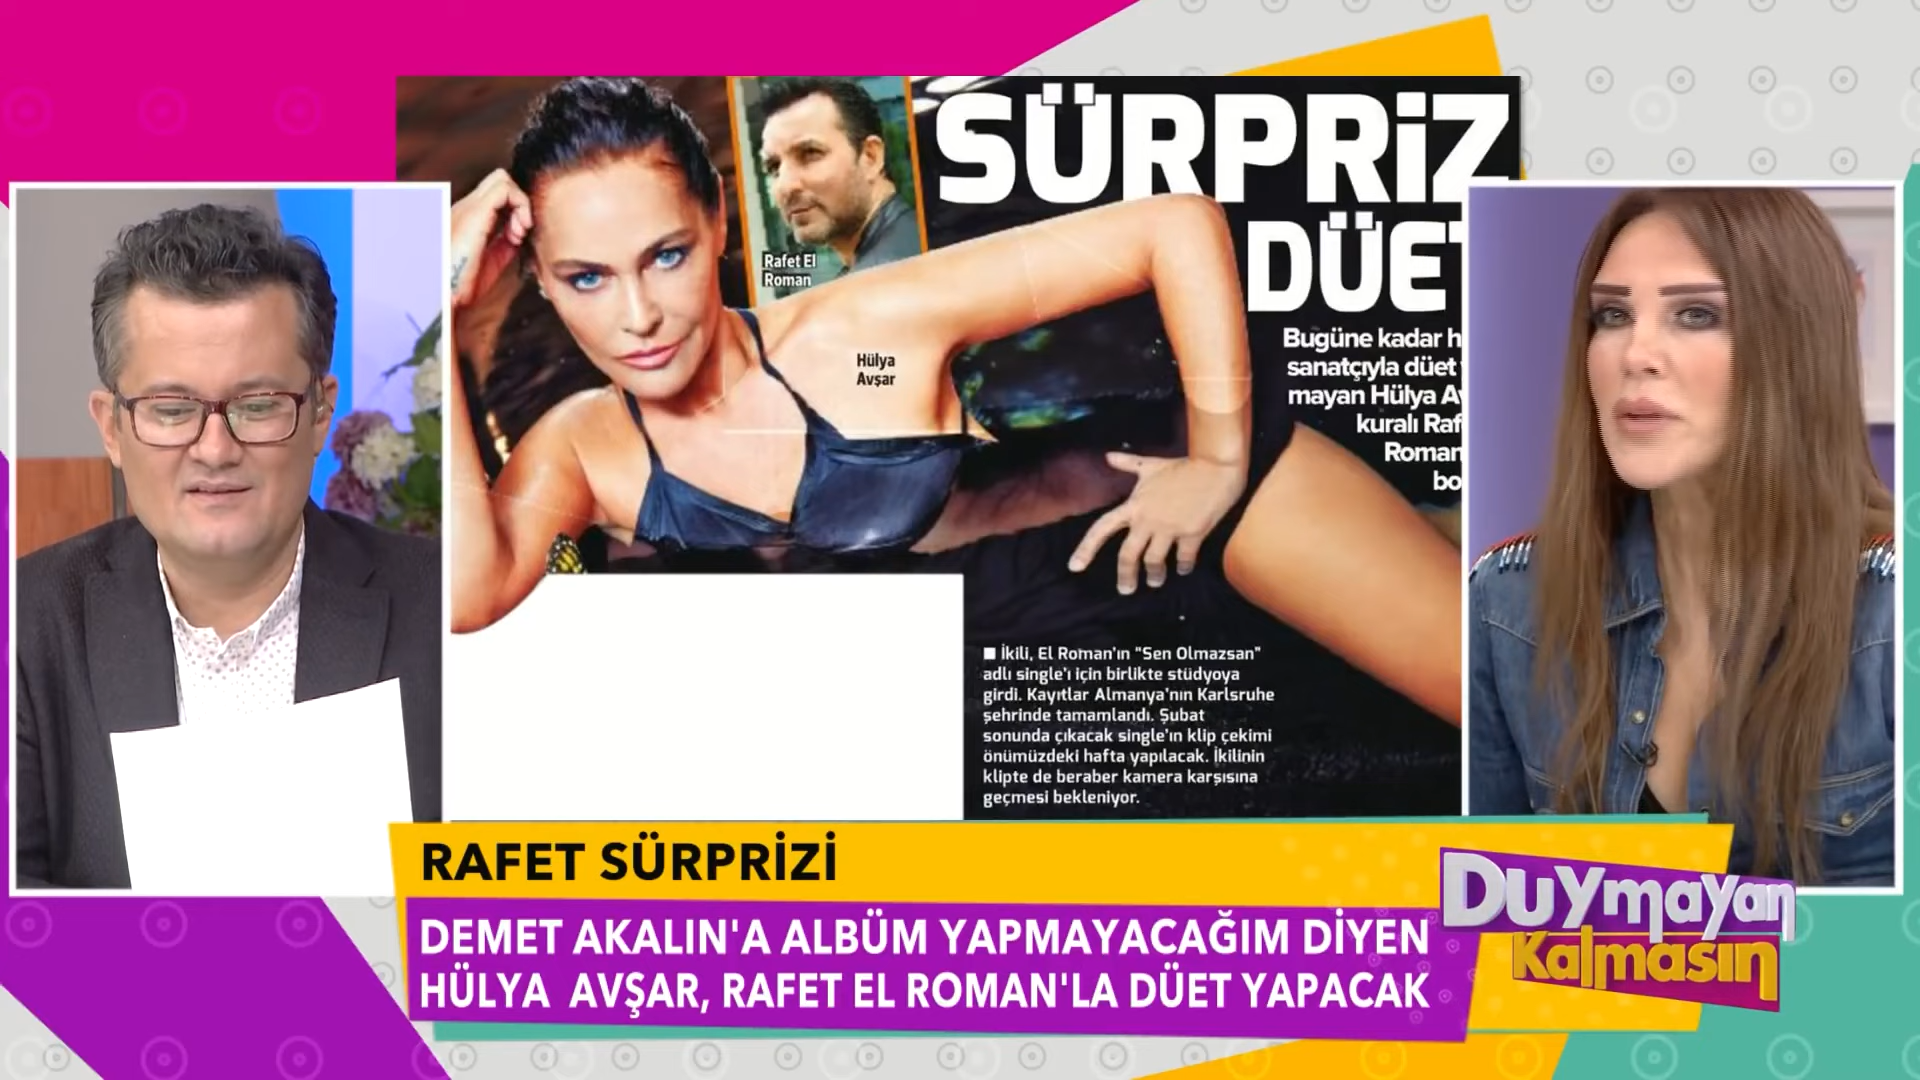 SÜRPRiZ
DÜET
Rafet El
Roman
Hülya
Avşar
Bugüne kadar h
sanatçıyla düet
mayan Hülya Av
kuralı Raf
Roman
bo
■ İkili, El Roman'ın "Sen Olmazsan"
adlı single'ı için birlikte stüdyoya
girdi. Kayıtlar Almanya'nın Karlsruhe
şehrinde tamamlandı. Şubat
sonunda çıkacak single'ın klip çekimi
önümüzdeki hafta yapılacak. İkilinin
klipte de beraber kamera karşısına
geçmesi bekleniyor.
RAFET SÜRPRİZİ
DEMET AKALIN'A ALBÜM YAPMAYACAĞIM DİYEN
HÜLYA AVŞAR, RAFET EL ROMAN'LA DÜET YAPACAK
Duymayan
Kalmasın